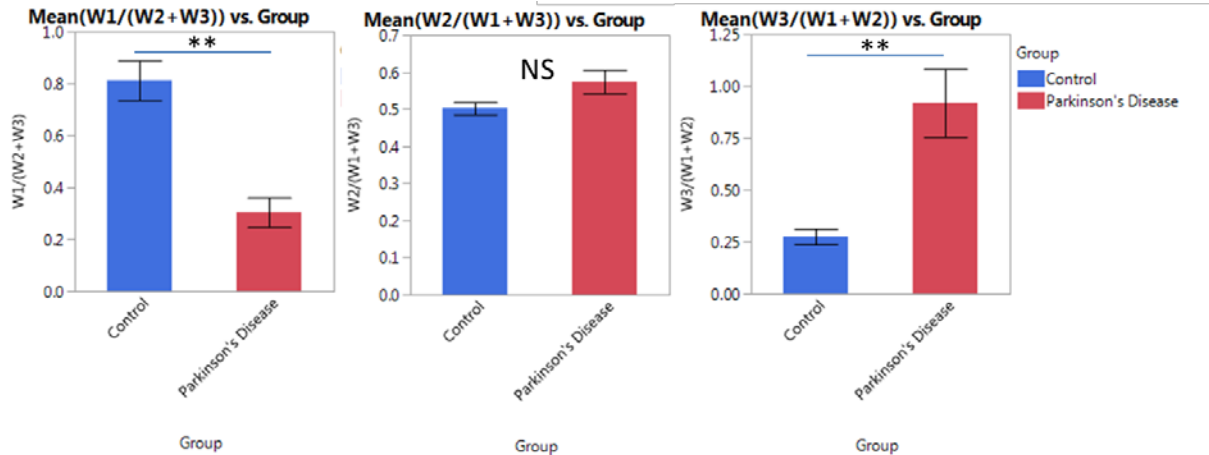 Mean(W1/(W2+W3)) vs. Group
**
1.0
0.8
0.6
0.4
0.2
0.0
W1/(W2+W3)
Control
Parkinson's Disease
Group
Mean(W2/(W1+W3)) vs. Group
NS
0.7
0.6
0.5
0.4
0.3
0.2
0.1
0.0
W2/(W1+W3)
Control
Parkinson's Disease
Group
Mean(W3/(W1+W2)) vs. Group
**
1.25
1.00
0.75
0.50
0.25
0.00
W3/(W1+W2)
Control
Parkinson's Disease
Group
Group
Control
Parkinson's Disease